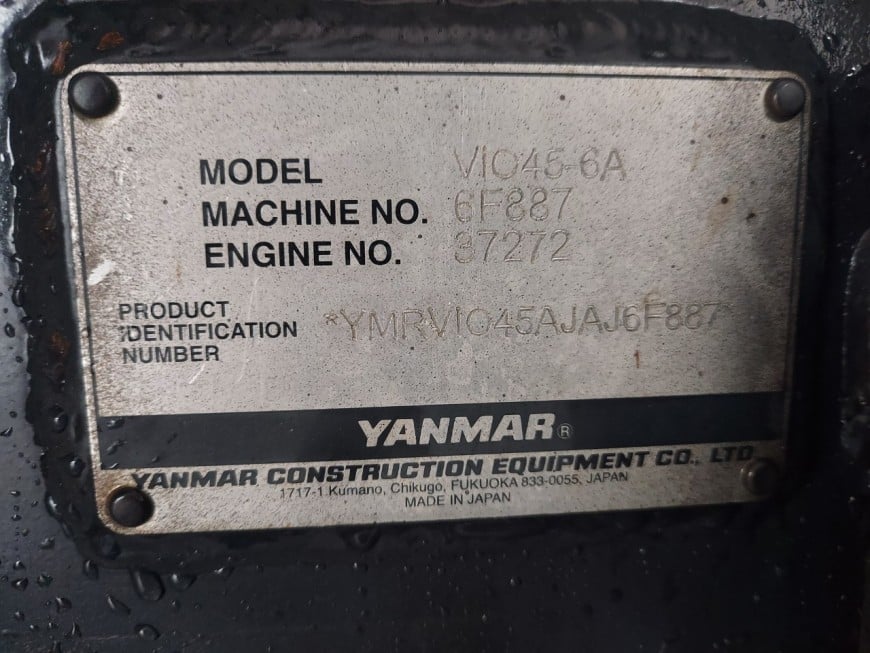 MODEL VIO45-6A
MACHINE NO. 6F887
ENGINE NO. 37272
PRODUCT
IDENTIFICATION
NUMBER
*YMRVIO45AJAJ6F887*
YANMAR®
YANMAR CONSTRUCTION EQUIPMENT CO., LTD.
1717-1 Kumano, Chikugo, FUKUOKA 833-0055, JAPAN
MADE IN JAPAN